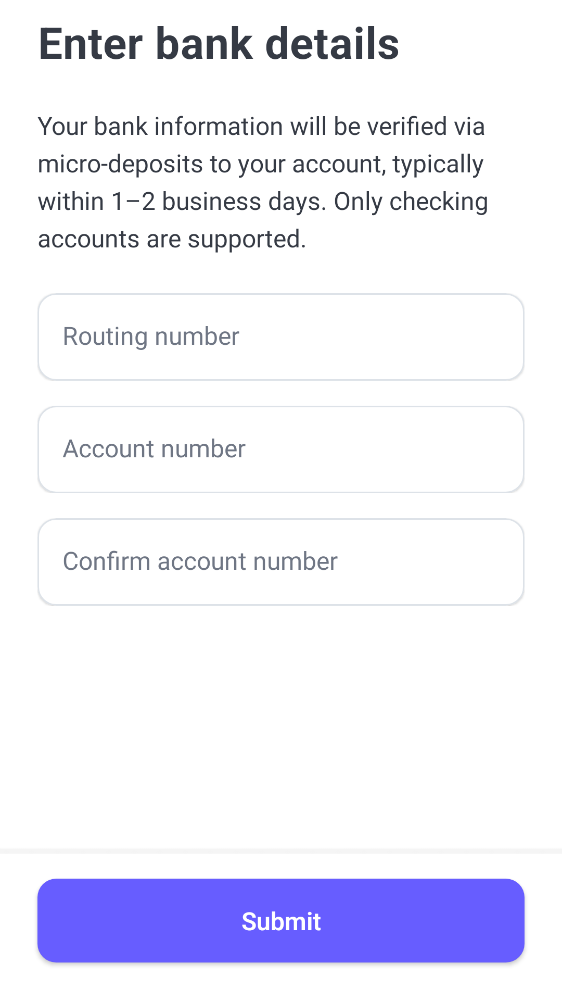 Enter bank details
Your bank information will be verified via
micro-deposits to your account, typically
within 1–2 business days. Only checking
accounts are supported.
Routing number
Account number
Confirm account number
Submit